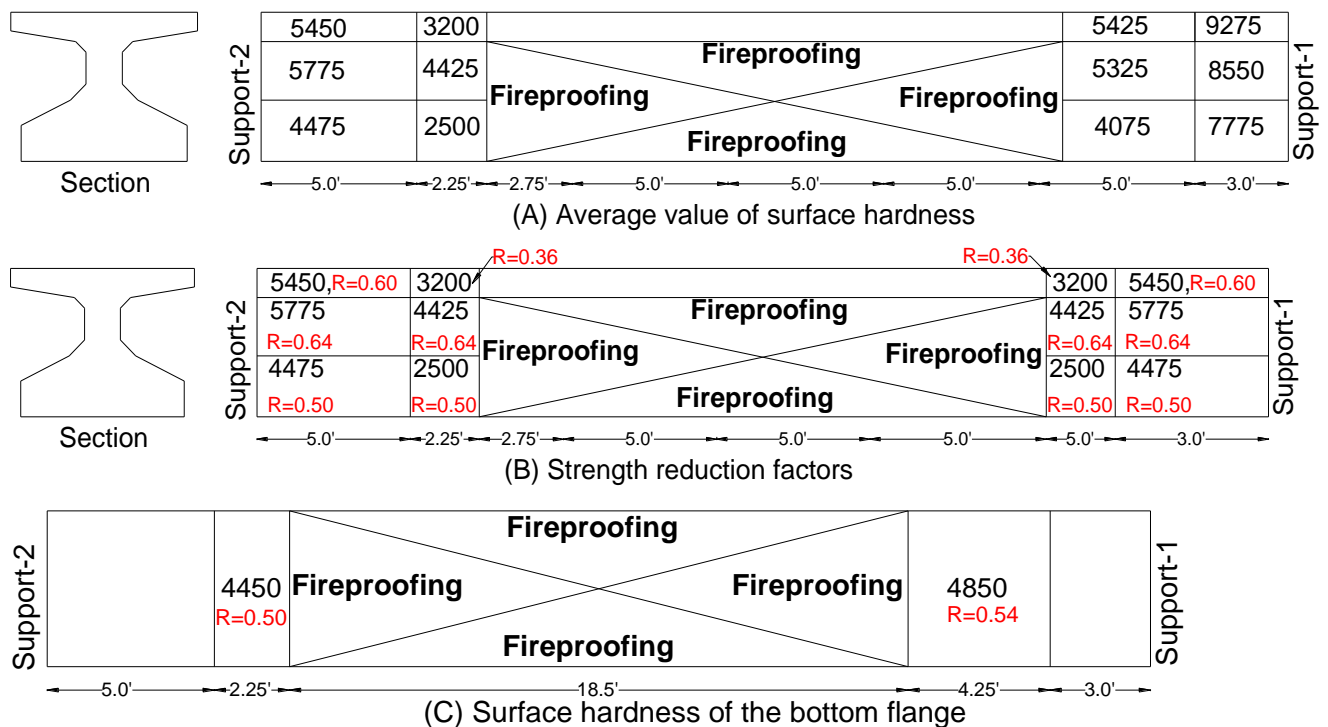 5450 3200 5425 9275
Fireproofing
5775 4425 5325 8550
Fireproofing Fireproofing
4475 2500 4075 7775
Fireproofing
Support-2
Support-1
Section
5.0' 2.25' 2.75' 5.0' 5.0' 5.0' 5.0' 3.0'
(A) Average value of surface hardness
R=0.36 R=0.36
5450,R=0.60 3200 3200 5450,R=0.60
5775 4425 Fireproofing 4425 5775
R=0.64 R=0.64 Fireproofing Fireproofing R=0.64 R=0.64
4475 2500 2500 4475
R=0.50 R=0.50 Fireproofing R=0.50 R=0.50
Support-2
Support-1
Section
5.0' 2.25' 2.75' 5.0' 5.0' 5.0' 5.0' 3.0'
(B) Strength reduction factors
Fireproofing
4450 Fireproofing Fireproofing 4850
R=0.50 R=0.54
Fireproofing
Support-2
Support-1
5.0' 2.25' 18.5' 4.25' 3.0'
(C) Surface hardness of the bottom flange